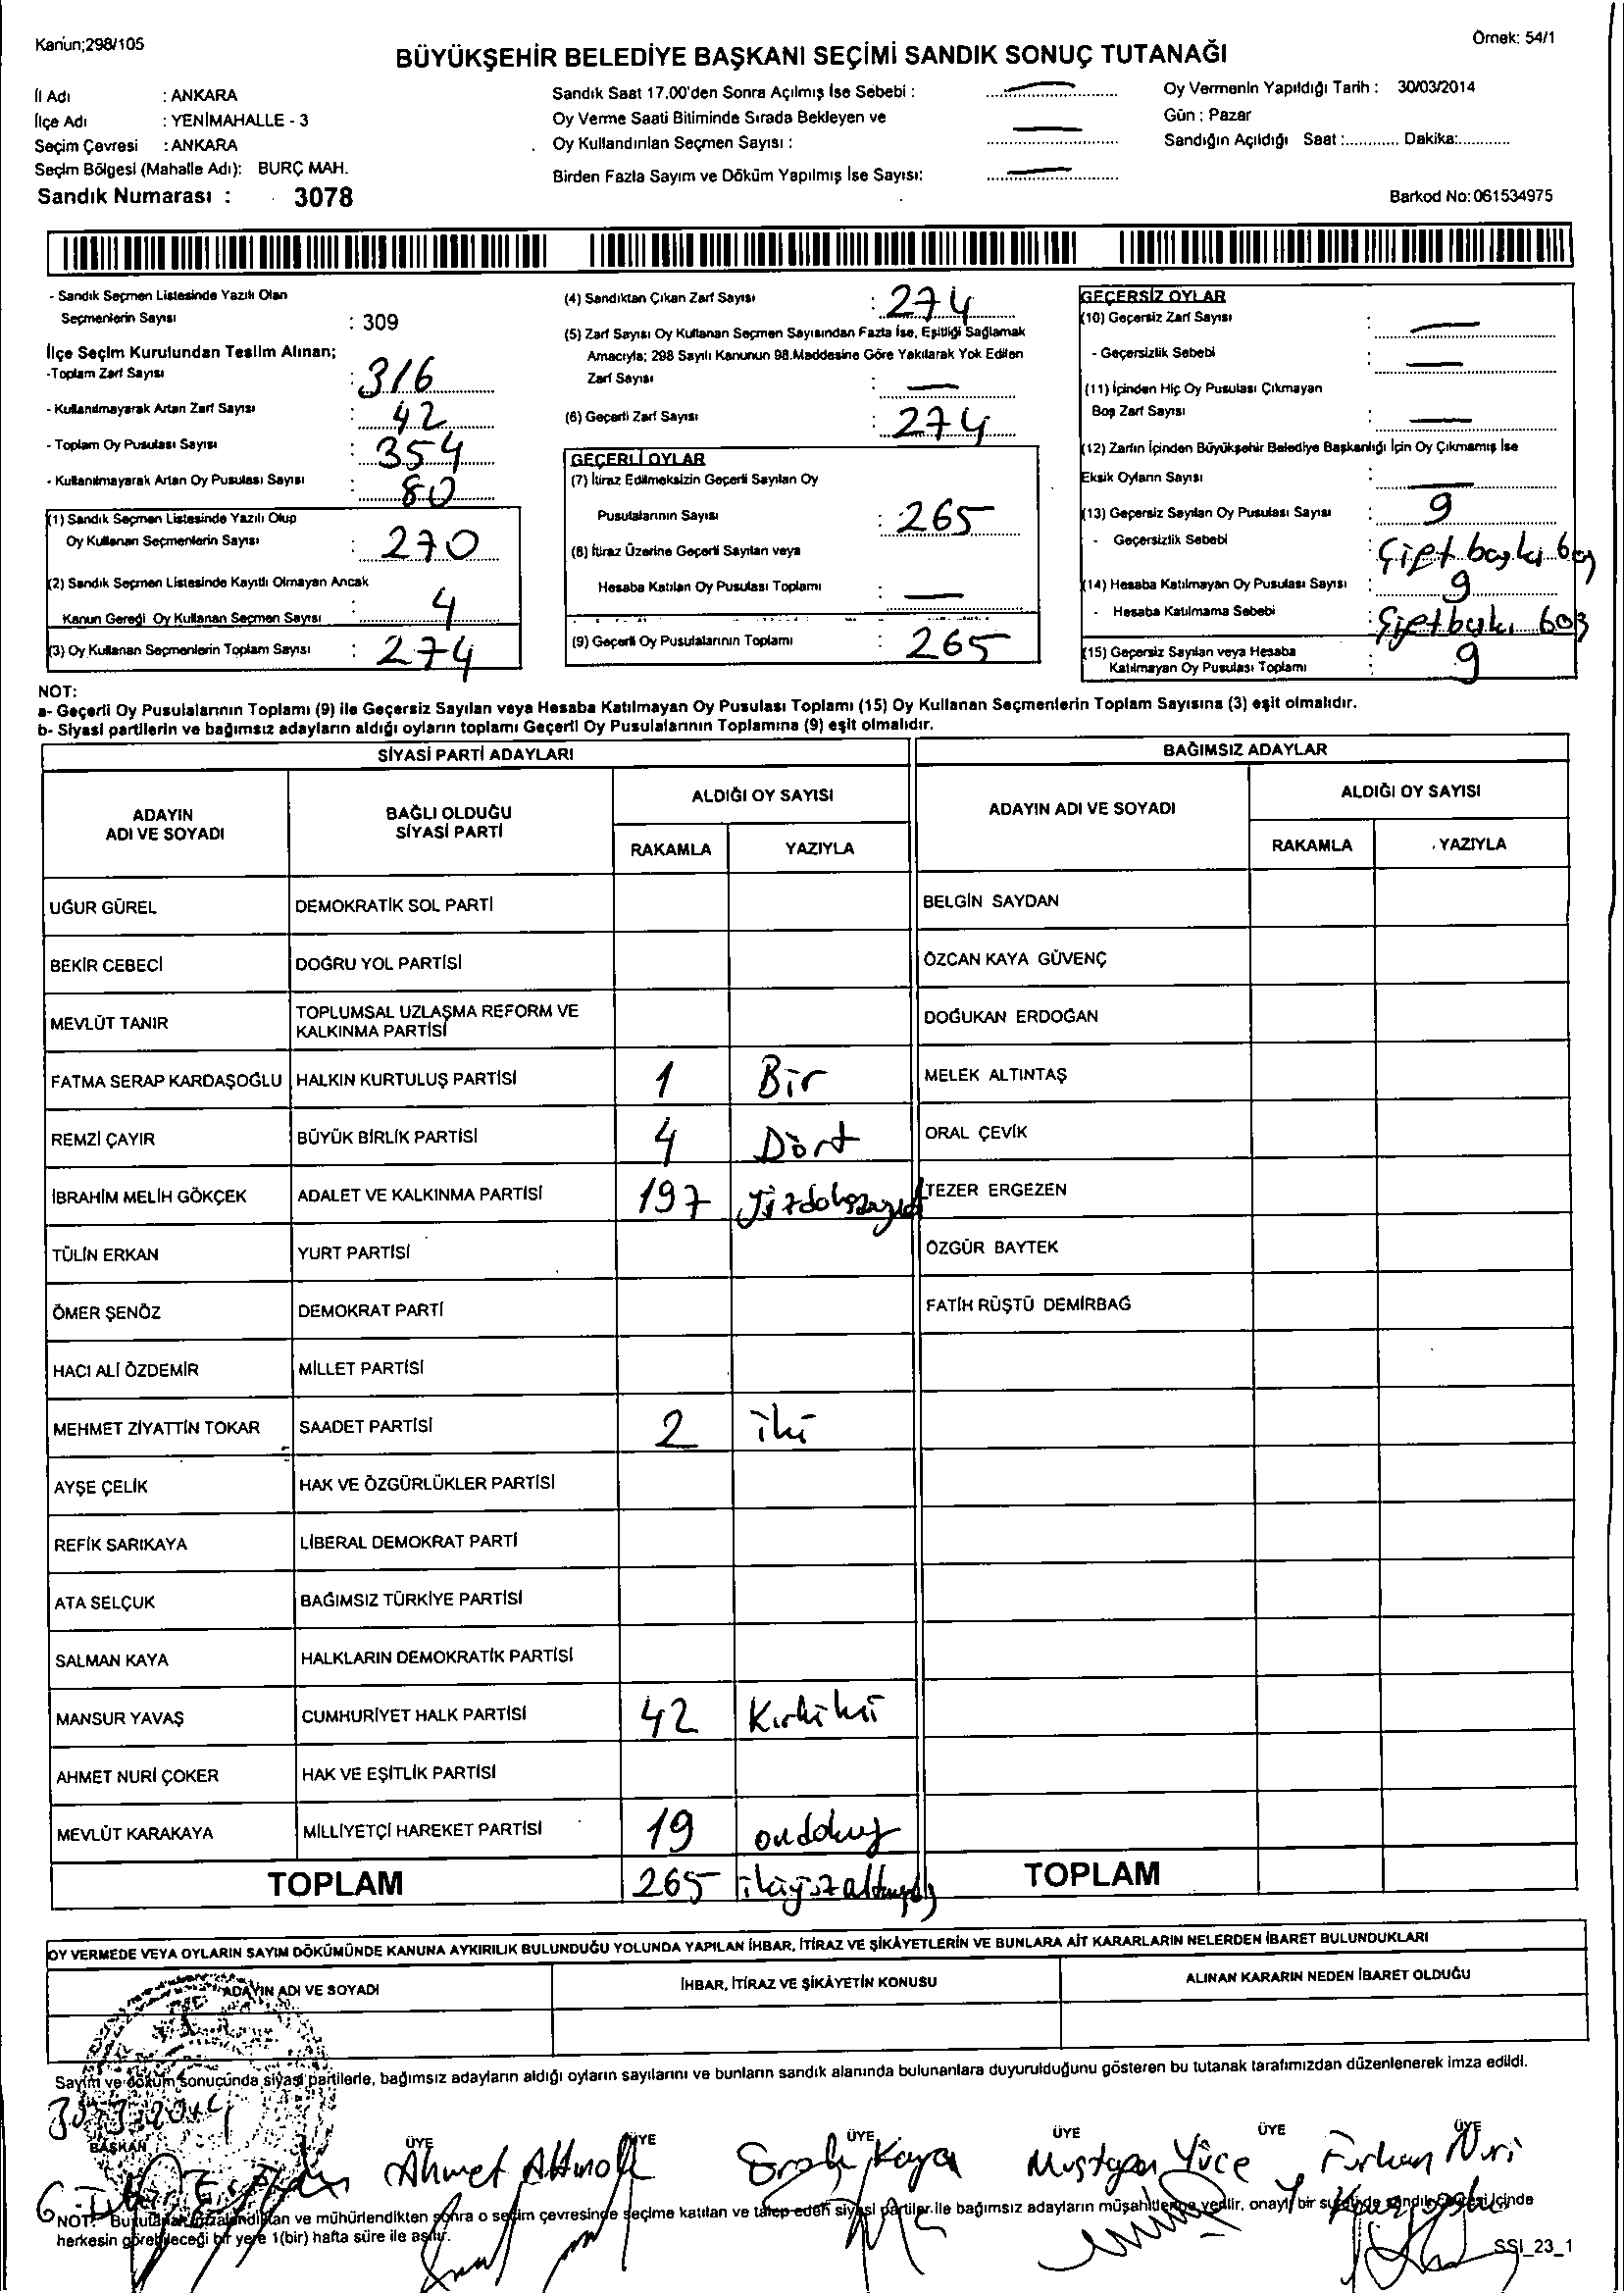 Kanun;298/105
Örnek: 54/1
BÜYÜKŞEHİR BELEDİYE BAŞKANI SEÇİMİ SANDIK SONUÇ TUTANAĞI
İl Adı : ANKARA
İlçe Adı : YENİMAHALLE - 3
Seçim Çevresi : ANKARA
Seçim Bölgesi (Mahalle Adı): BURÇ MAH.
Sandık Numarası : 3078
Sandık Saat 17.00'den Sonra Açılmış İse Sebebi : —
Oy Verme Saati Bitiminde Sırada Bekleyen ve
Oy Kullandırılan Seçmen Sayısı : —
Birden Fazla Sayım ve Döküm Yapılmış İse Sayısı: —
Oy Vermenin Yapıldığı Tarih : 30/03/2014
Gün : Pazar
Sandığın Açıldığı Saat :............ Dakika:............
Barkod No: 061534975
- Sandık Seçmen Listesinde Yazılı Olan
Seçmenlerin Sayısı : 309
İlçe Seçim Kurulundan Teslim Alınan;
-Toplam Zarf Sayısı : 316
- Kullanılmayarak Artan Zarf Sayısı : 42
- Toplam Oy Pusulası Sayısı : 354
- Kullanılmayarak Artan Oy Pusulası Sayısı : 80
(1) Sandık Seçmen Listesinde Yazılı Olup
Oy Kullanan Seçmenlerin Sayısı : 270
(2) Sandık Seçmen Listesinde Kayıtlı Olmayan Ancak
Kanun Gereği Oy Kullanan Seçmen Sayısı : 4
(3) Oy Kullanan Seçmenlerin Toplam Sayısı : 274
(4) Sandıktan Çıkan Zarf Sayısı : 274
(5) Zarf Sayısı Oy Kullanan Seçmen Sayısından Fazla İse, Eşitliği Sağlamak
Amacıyla; 298 Sayılı Kanunun 98.Maddesine Göre Yakılarak Yok Edilen
Zarf Sayısı : —
(6) Geçerli Zarf Sayısı : 274
GEÇERLİ OYLAR
(7) İtiraz Edilmeksizin Geçerli Sayılan Oy
Pusulalarının Sayısı : 265
(8) İtiraz Üzerine Geçerli Sayılan veya
Hesaba Katılan Oy Pusulası Toplamı : —
(9) Geçerli Oy Pusulalarının Toplamı : 265
GEÇERSİZ OYLAR
(10) Geçersiz Zarf Sayısı : —
- Geçersizlik Sebebi : —
(11) İçinden Hiç Oy Pusulası Çıkmayan
Boş Zarf Sayısı : —
(12) Zarfın İçinden Büyükşehir Belediye Başkanlığı İçin Oy Çıkmamış İse
Eksik Oyların Sayısı : —
(13) Geçersiz Sayılan Oy Pusulası Sayısı : 9
- Geçersizlik Sebebi : Çift baskı boş
(14) Hesaba Katılmayan Oy Pusulası Sayısı : 9
- Hesaba Katılmama Sebebi : Çift baskı boş
(15) Geçersiz Sayılan veya Hesaba
Katılmayan Oy Pusulası Toplamı : 9
NOT:
a- Geçerli Oy Pusulalarının Toplamı (9) ile Geçersiz Sayılan veya Hesaba Katılmayan Oy Pusulası Toplamı (15) Oy Kullanan Seçmenlerin Toplam Sayısına (3) eşit olmalıdır.
b- Siyasi partilerin ve bağımsız adayların aldığı oyların toplamı Geçerli Oy Pusulalarının Toplamına (9) eşit olmalıdır.
SİYASİ PARTİ ADAYLARI
BAĞIMSIZ ADAYLAR
ADAYIN
ADI VE SOYADI
BAĞLI OLDUĞU
SİYASİ PARTİ
ALDIĞI OY SAYISI
RAKAMLA YAZIYLA
ADAYIN ADI VE SOYADI
ALDIĞI OY SAYISI
RAKAMLA YAZIYLA
UĞUR GÜREL DEMOKRATİK SOL PARTİ BELGİN SAYDAN
BEKİR CEBECİ DOĞRU YOL PARTİSİ ÖZCAN KAYA GÜVENÇ
MEVLÜT TANIR TOPLUMSAL UZLAŞMA REFORM VE
KALKINMA PARTİSİ DOĞUKAN ERDOĞAN
FATMA SERAP KARDAŞOĞLU HALKIN KURTULUŞ PARTİSİ 1 Bir MELEK ALTINTAŞ
REMZİ ÇAYIR BÜYÜK BİRLİK PARTİSİ 4 Dört ORAL ÇEVİK
İBRAHİM MELİH GÖKÇEK ADALET VE KALKINMA PARTİSİ 197 TEZER ERGEZEN
TÜLİN ERKAN YURT PARTİSİ ÖZGÜR BAYTEK
ÖMER ŞENÖZ DEMOKRAT PARTİ FATİH RÜŞTÜ DEMİRBAĞ
HACI ALİ ÖZDEMİR MİLLET PARTİSİ
MEHMET ZİYATTİN TOKAR SAADET PARTİSİ 2 iki
AYŞE ÇELİK HAK VE ÖZGÜRLÜKLER PARTİSİ
REFİK SARIKAYA LİBERAL DEMOKRAT PARTİ
ATA SELÇUK BAĞIMSIZ TÜRKİYE PARTİSİ
SALMAN KAYA HALKLARIN DEMOKRATİK PARTİSİ
MANSUR YAVAŞ CUMHURİYET HALK PARTİSİ 42 Kırkiki
AHMET NURİ ÇOKER HAK VE EŞİTLİK PARTİSİ
MEVLÜT KARAKAYA MİLLİYETÇİ HAREKET PARTİSİ 19 ondokuz
TOPLAM 265 ikiyüzaltmışbeş TOPLAM
OY VERMEDE VEYA OYLARIN SAYIM DÖKÜMÜNDE KANUNA AYKIRILIK BULUNDUĞU YOLUNDA YAPILAN İHBAR, İTİRAZ VE ŞİKÂYETLERİN VE BUNLARA AİT KARARLARIN NELERDEN İBARET BULUNDUKLARI
ADAYIN ADI VE SOYADI İHBAR, İTİRAZ VE ŞİKÂYETİN KONUSU ALINAN KARARIN NEDEN İBARET OLDUĞU
Sayım ve döküm sonucunda siyasi partilerle, bağımsız adayların aldığı oyların sayılarını ve bunların sandık alanında bulunanlara duyurulduğunu gösteren bu tutanak tarafımızdan düzenlenerek imza edildi.
BAŞKAN ÜYE ÜYE ÜYE ÜYE ÜYE ÜYE
Ahmet Kaya Mustafa Yüce Furkan Nuri
NOT: Bu tutanak imzalandıktan ve mühürlendikten sonra o seçim çevresinde seçime katılan ve talep eden siyasi partiler ile bağımsız adayların müşahitlerine verilir, onaylı bir sureti de sandık çevresi içinde
herkesin görebileceği bir yere 1(bir) hafta süre ile asılır.
SSI_23_1